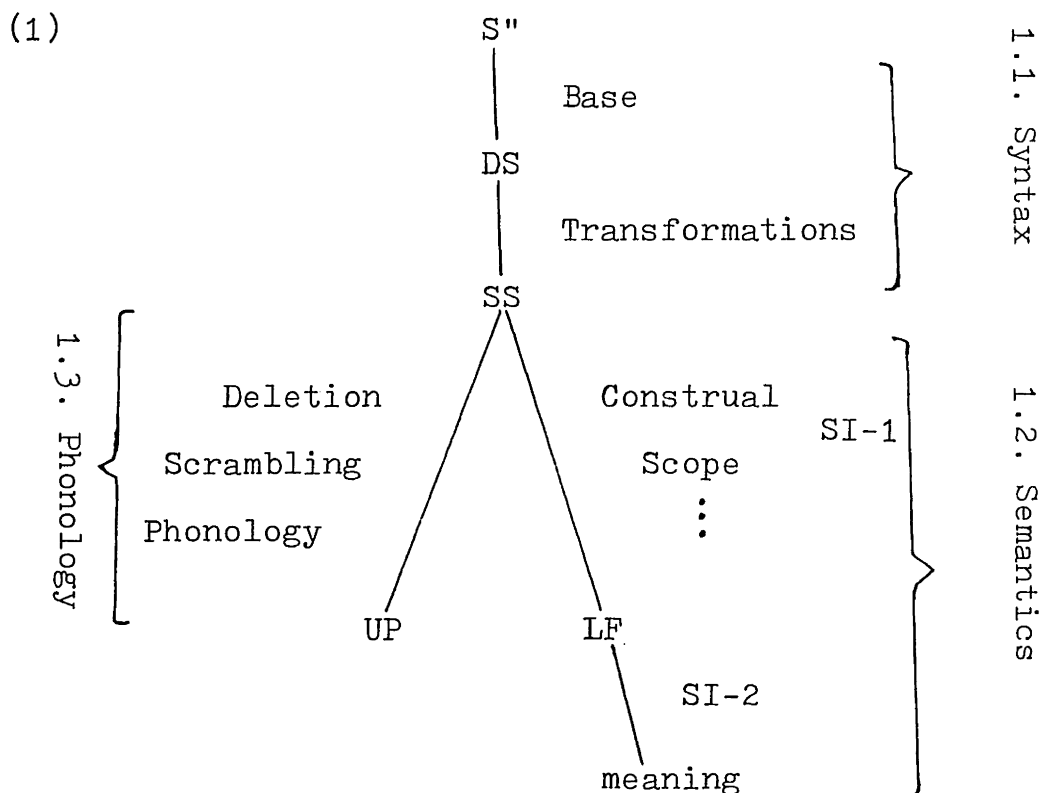 (1)
S"
Base
DS
Transformations
SS
1.1. Syntax
Deletion
Scrambling
Phonology
UP
1.3. Phonology
Construal
SI-1
Scope
⋮
LF
SI-2
meaning
1.2. Semantics